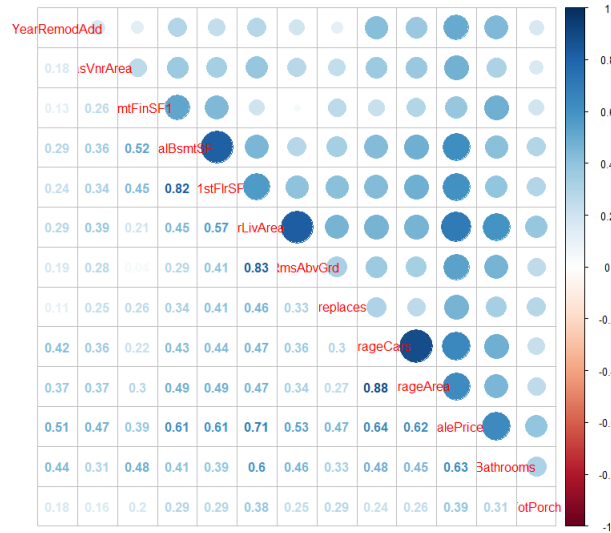 1
YearRemodAdd
0.8
0.18 sVnrArea
0.13 0.26 mtFinSF1
0.6
0.29 0.36 0.52 alBsmtSF
0.4
0.24 0.34 0.45 0.82 1stFlrSF
0.2
0.29 0.39 0.21 0.45 0.57 rLivArea
0
0.19 0.28 0.04 0.29 0.41 0.83 RmsAbvGrd
0.11 0.25 0.26 0.34 0.41 0.46 0.33 replaces
-0.
0.42 0.36 0.22 0.43 0.44 0.47 0.36 0.3 rageCars
-0.
0.37 0.37 0.3 0.49 0.49 0.47 0.34 0.27 0.88 rageArea
-0.
0.51 0.47 0.39 0.61 0.61 0.71 0.53 0.47 0.64 0.62 alePrice
0.44 0.31 0.48 0.41 0.39 0.6 0.46 0.33 0.48 0.45 0.63 Bathrooms
-0.
0.18 0.16 0.2 0.29 0.29 0.38 0.25 0.29 0.24 0.26 0.39 0.31 otPorch
-1